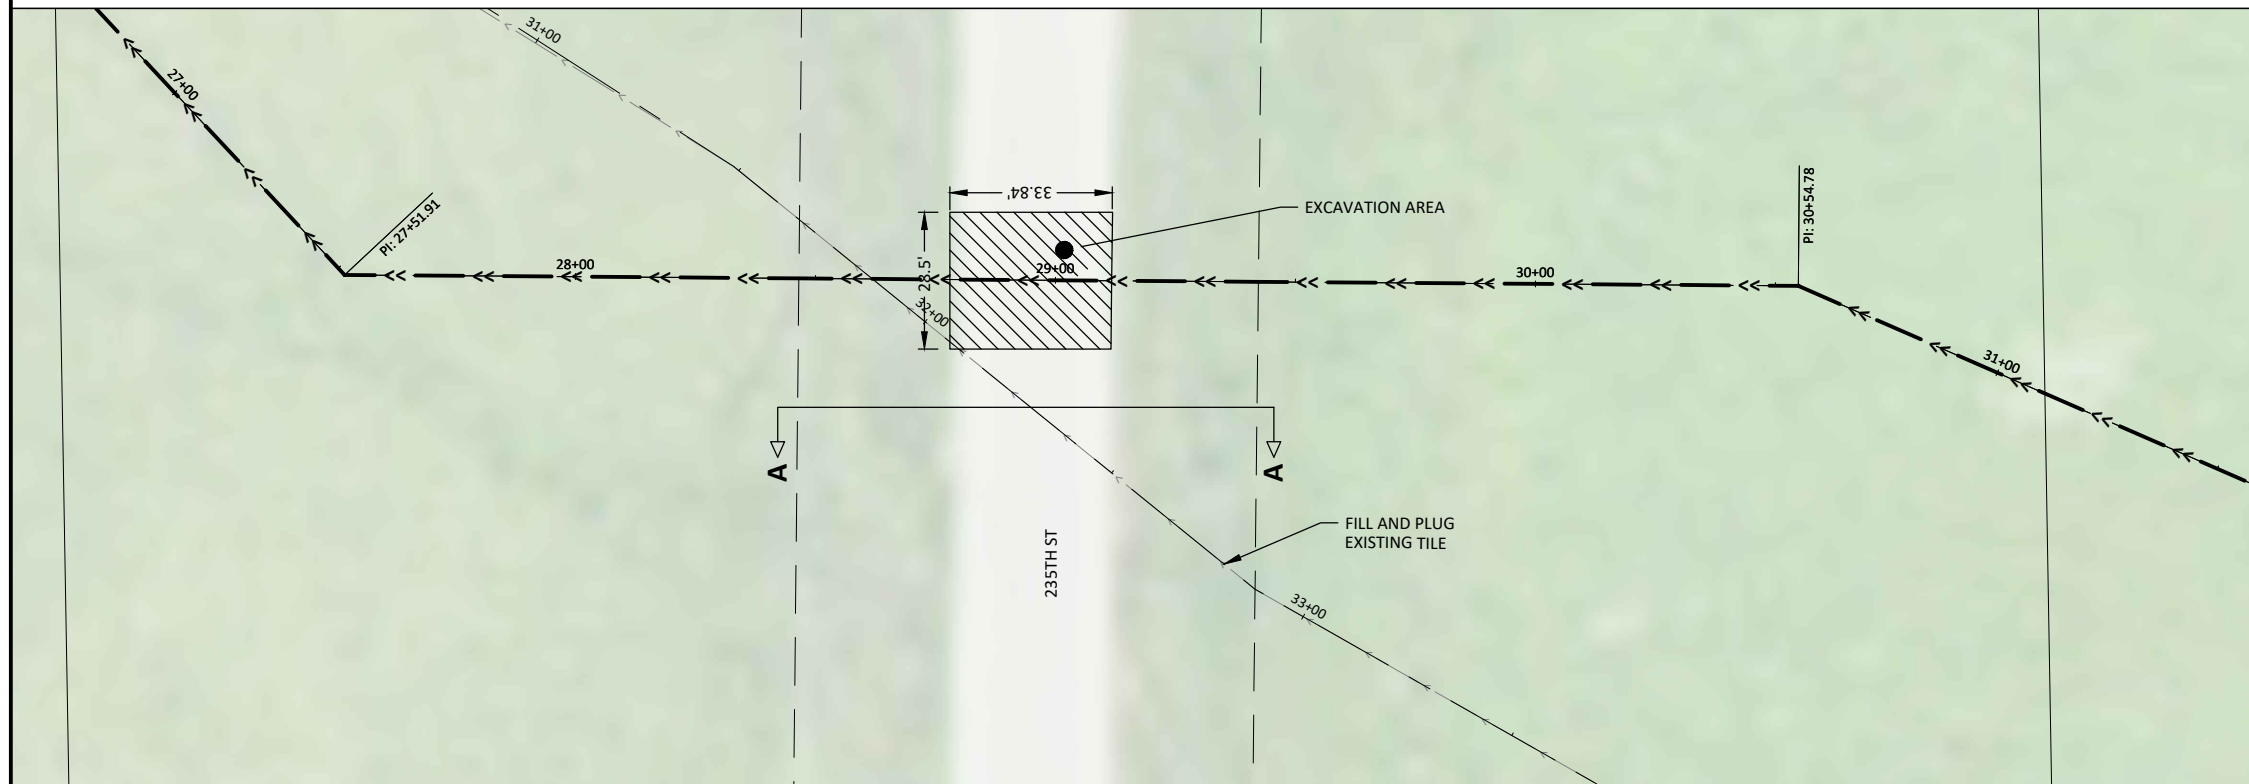 31+00
27+00
33.84'
PI: 30+54.78
EXCAVATION AREA
PI: 27+51.91
28+00
28.5'
29+00
30+00
32+00
31+00
A
A
FILL AND PLUG
EXISTING TILE
235TH ST
33+00